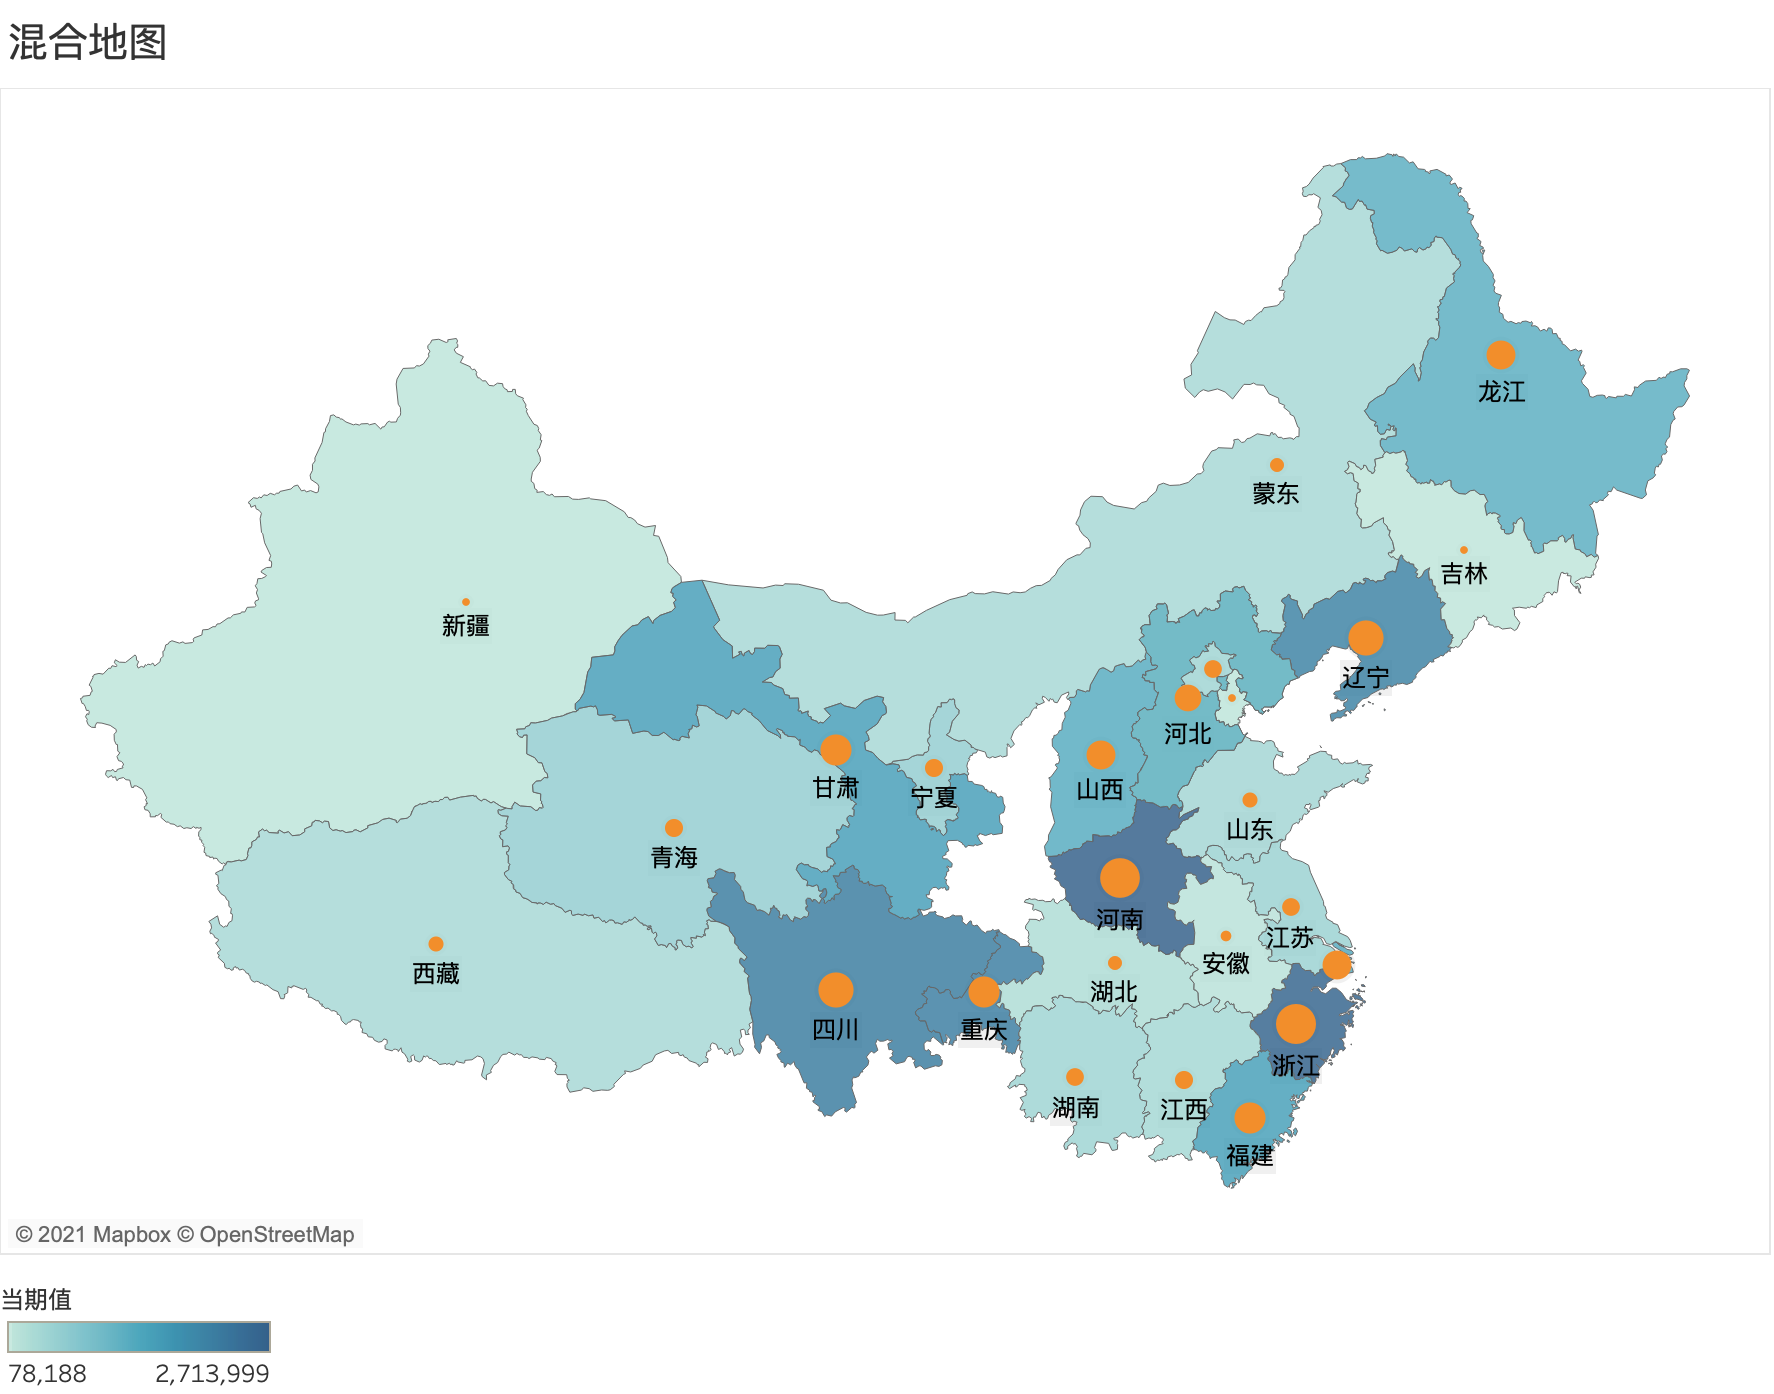 混合地图
龙江
蒙东
吉林
新疆
辽宁
河北
甘肃
山西
宁夏
山东
青海
河南
江苏
安徽
西藏
湖北
四川
重庆
浙江
湖南
江西
福建
© 2021 Mapbox © OpenStreetMap
当期值
78,188
2,713,999